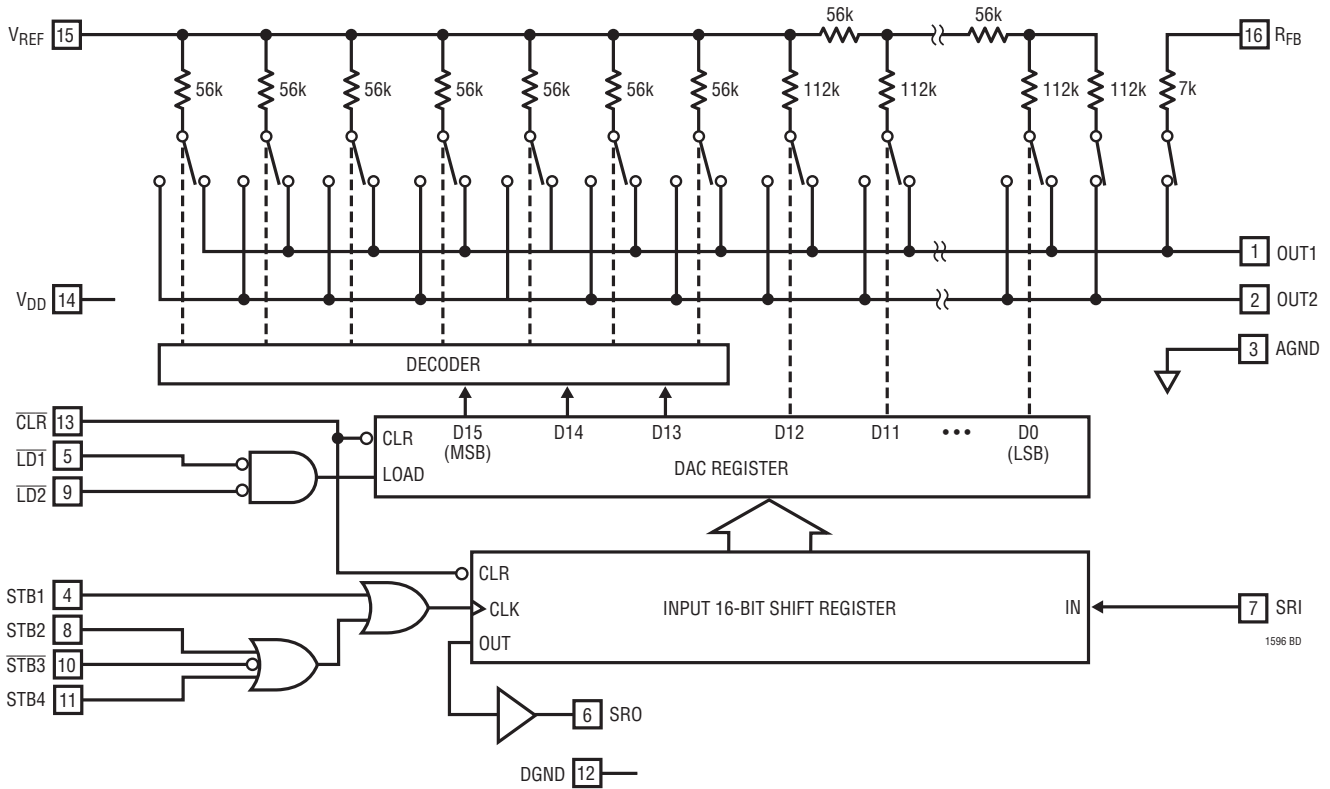 56k 56k
VREF 15 16 RFB
56k 56k 56k 56k 56k 56k 56k 112k 112k 112k 112k 7k
1 OUT1
VDD 14 2 OUT2
3 AGND
DECODER
CLR 13
CLR D15 D14 D13 D12 D11 ••• D0
(MSB) (LSB)
LD1 5
LOAD DAC REGISTER
LD2 9
CLR
STB1 4 CLK INPUT 16-BIT SHIFT REGISTER IN 7 SRI
STB2 8
OUT
1596 BD
STB3 10
STB4 11
6 SRO
DGND 12